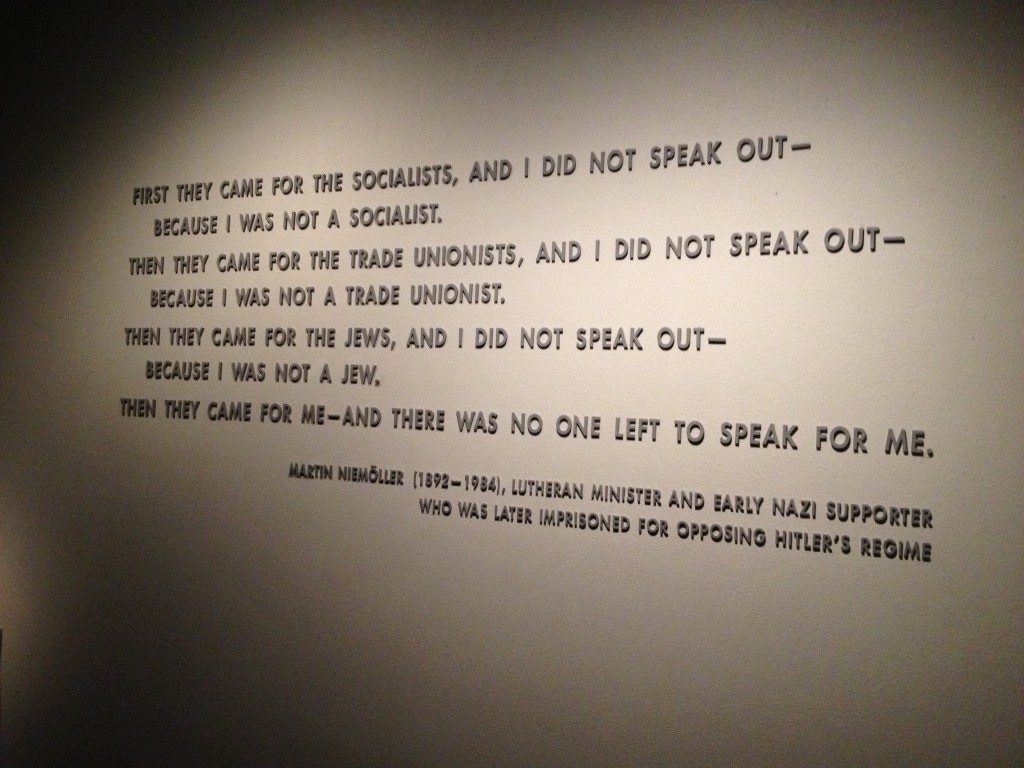 FIRST THEY CAME FOR THE SOCIALISTS, AND I DID NOT SPEAK OUT—
BECAUSE I WAS NOT A SOCIALIST.
THEN THEY CAME FOR THE TRADE UNIONISTS, AND I DID NOT SPEAK OUT—
BECAUSE I WAS NOT A TRADE UNIONIST.
THEN THEY CAME FOR THE JEWS, AND I DID NOT SPEAK OUT—
BECAUSE I WAS NOT A JEW.
THEN THEY CAME FOR ME—AND THERE WAS NO ONE LEFT TO SPEAK FOR ME.
MARTIN NIEMÖLLER (1892–1984), LUTHERAN MINISTER AND EARLY NAZI SUPPORTER
WHO WAS LATER IMPRISONED FOR OPPOSING HITLER'S REGIME